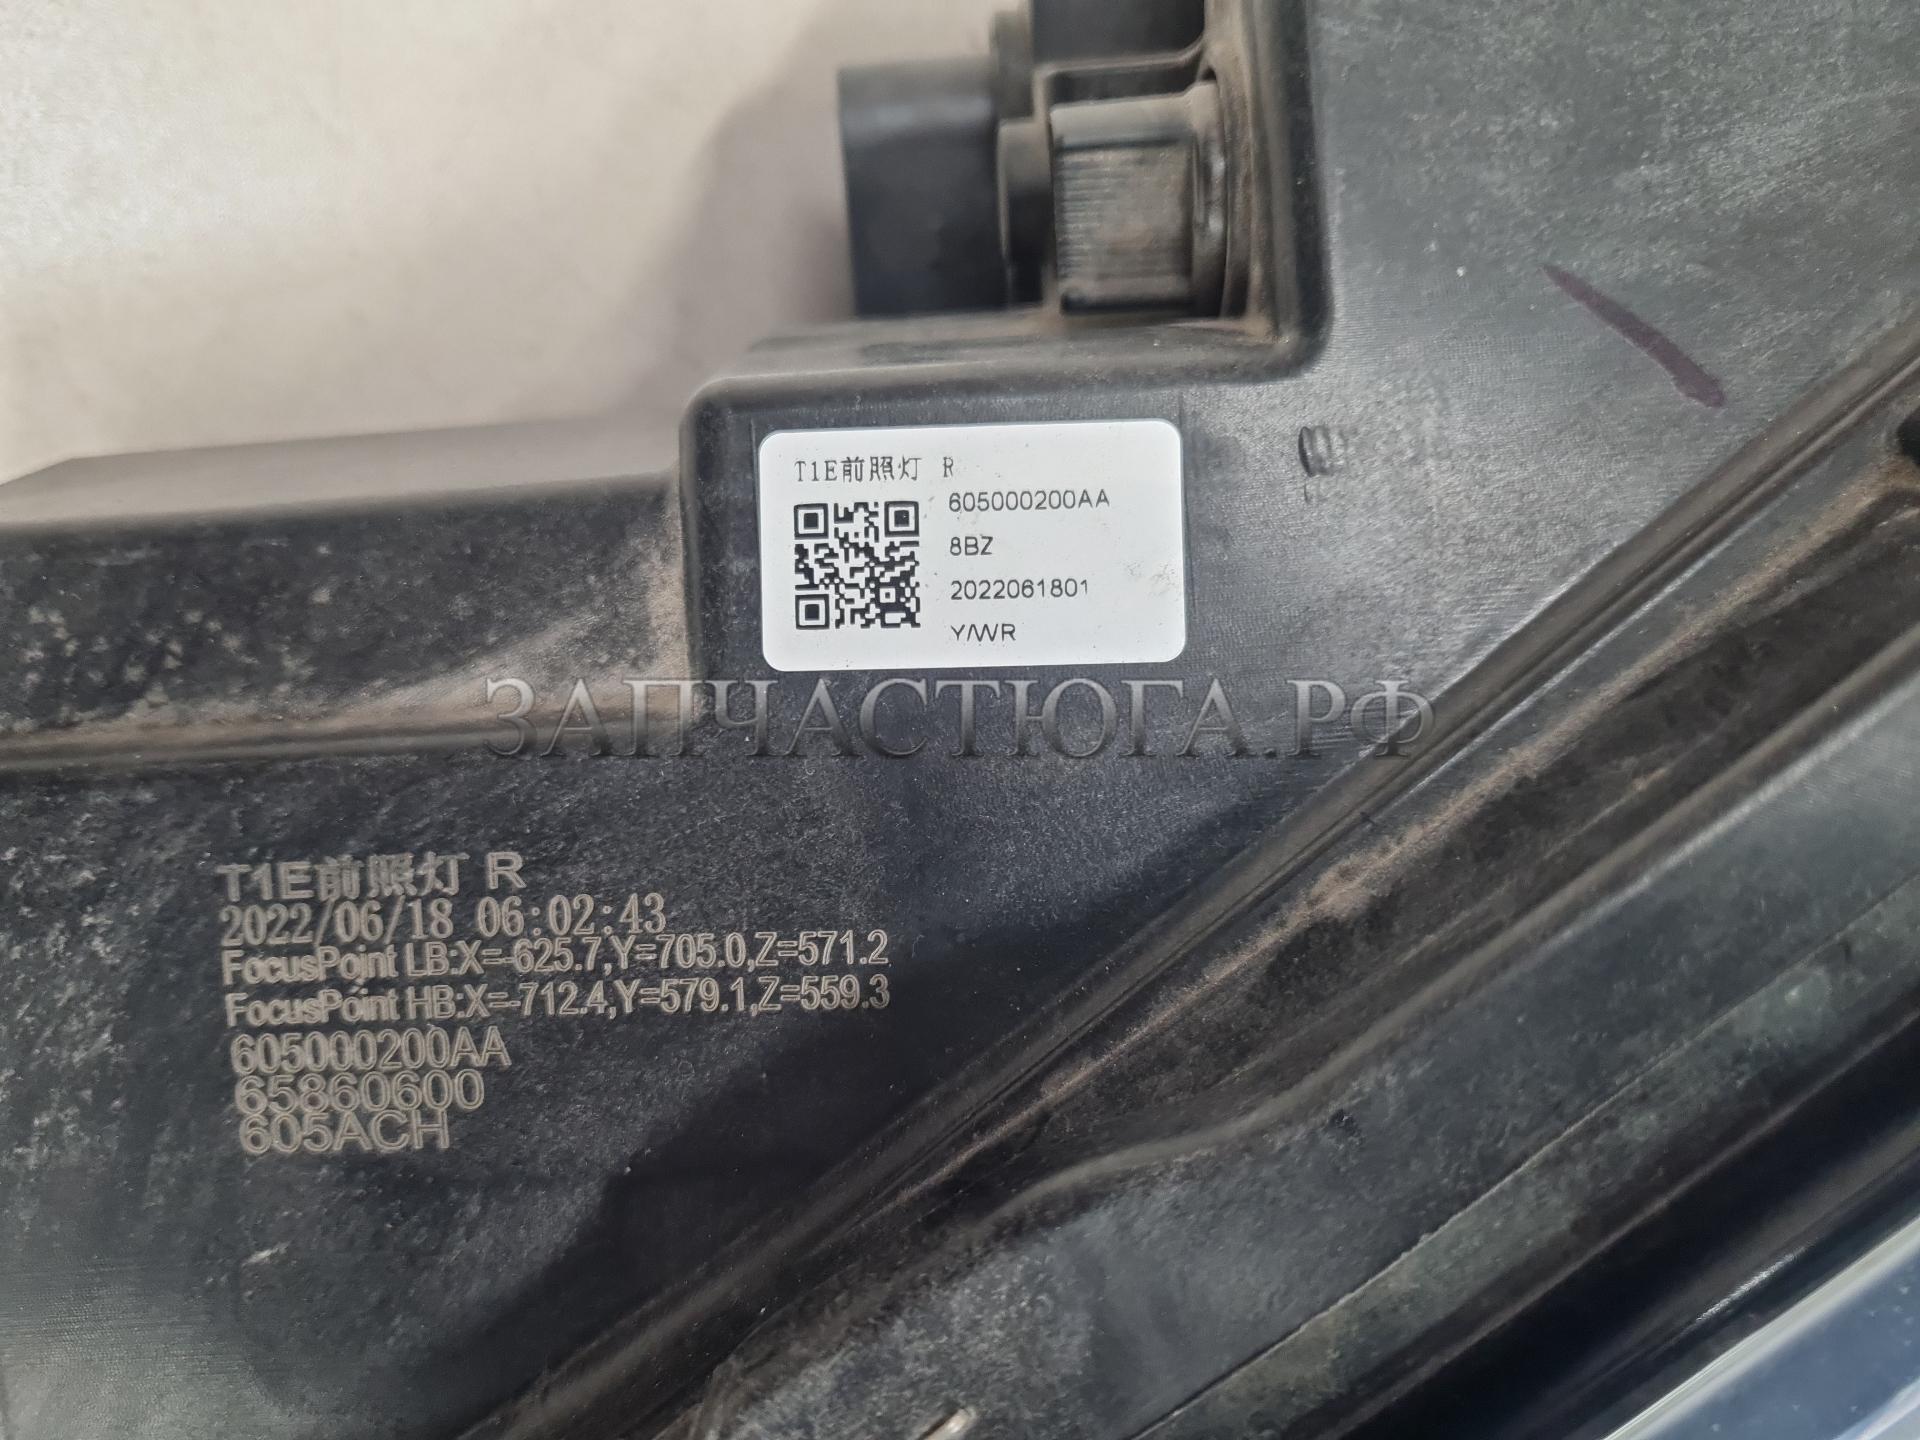 T1E前照灯 R
605000200AA
8BZ
2022061801
Y/WR
ЗАПЧАСТЮГА.РФ
T1E前照灯 R
2022/06/18 06:02:43
FocusPoint LB:X=-625.7,Y=705.0,Z=571.2
FocusPoint HB:X=-712.4,Y=579.1,Z=559.3
605000200AA
65860600
605ACH